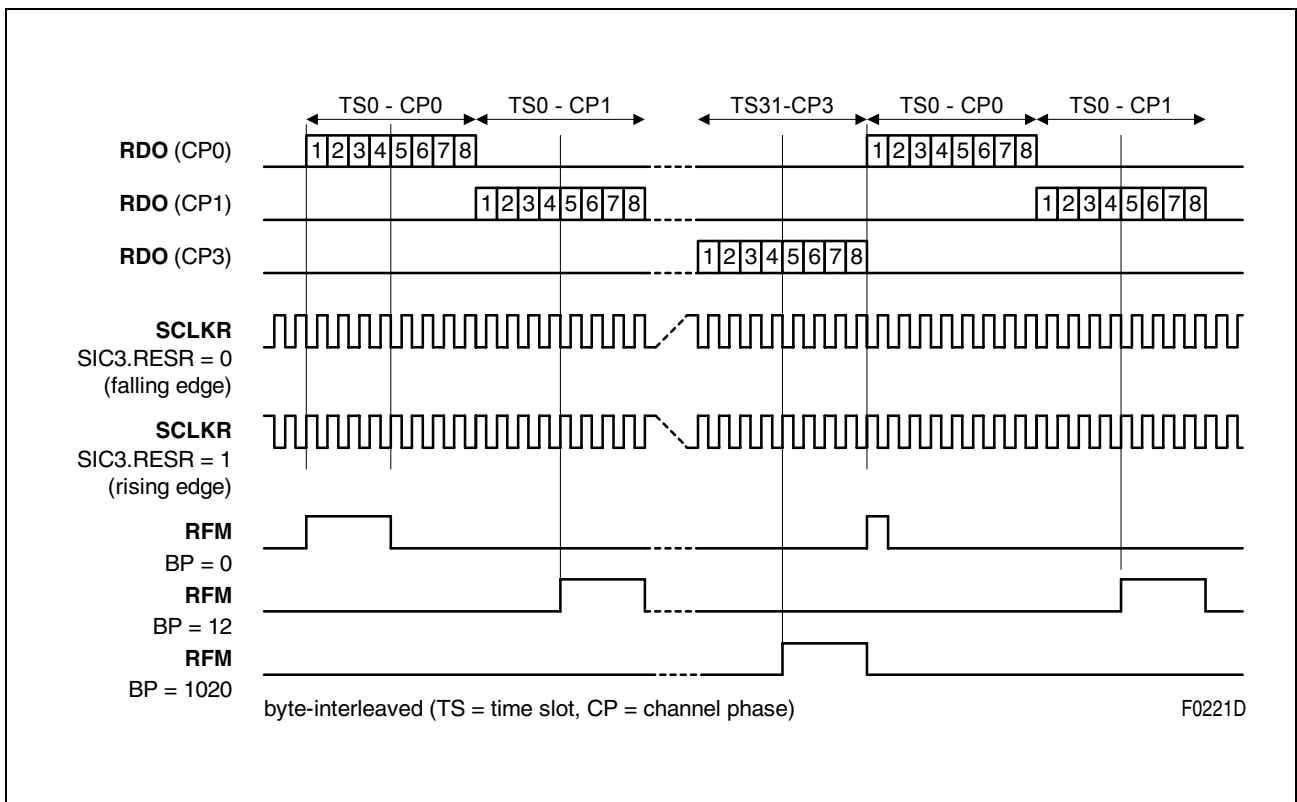 TS0 - CP0 TS0 - CP1 TS31-CP3 TS0 - CP0 TS0 - CP1
RDO (CP0) 1 2 3 4 5 6 7 8 1 2 3 4 5 6 7 8
RDO (CP1) 1 2 3 4 5 6 7 8 1 2 3 4 5 6 7 8
RDO (CP3) 1 2 3 4 5 6 7 8
SCLKR
SIC3.RESR = 0
(falling edge)
SCLKR
SIC3.RESR = 1
(rising edge)
RFM
BP = 0
RFM
BP = 12
RFM
BP = 1020
byte-interleaved (TS = time slot, CP = channel phase) F0221D